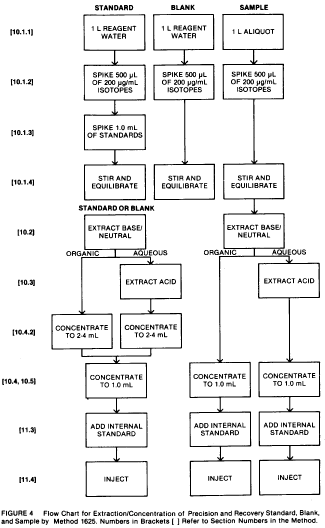 STANDARD
BLANK
SAMPLE
[10.1.1]
1 L REAGENT
WATER
1 L REAGENT
WATER
1 L ALIQUOT
[10.1.2]
SPIKE 500 µL
OF 200 µg/mL
ISOTOPES
SPIKE 500 µL
OF 200 µg/mL
ISOTOPES
SPIKE 500 µL
OF 200 µg/mL
ISOTOPES
[10.1.3]
SPIKE 1.0 mL
OF STANDARDS
[10.1.4]
STIR AND
EQUILIBRATE
STIR AND
EQUILIBRATE
STIR AND
EQUILIBRATE
STANDARD OR BLANK
[10.2]
EXTRACT BASE/
NEUTRAL
EXTRACT BASE/
NEUTRAL
ORGANIC
AQUEOUS
ORGANIC
AQUEOUS
[10.3]
EXTRACT ACID
EXTRACT ACID
[10.4.2]
CONCENTRATE
TO 2-4 mL
CONCENTRATE
TO 2-4 mL
[10.4, 10.5]
CONCENTRATE
TO 1.0 mL
CONCENTRATE
TO 1.0 mL
CONCENTRATE
TO 1.0 mL
[11.3]
ADD INTERNAL
STANDARD
ADD INTERNAL
STANDARD
ADD INTERNAL
STANDARD
[11.4]
INJECT
INJECT
INJECT
FIGURE 4 Flow Chart for Extraction/Concentration of Precision and Recovery Standard, Blank,
and Sample by Method 1625. Numbers in Brackets [ ] Refer to Section Numbers in the Method.